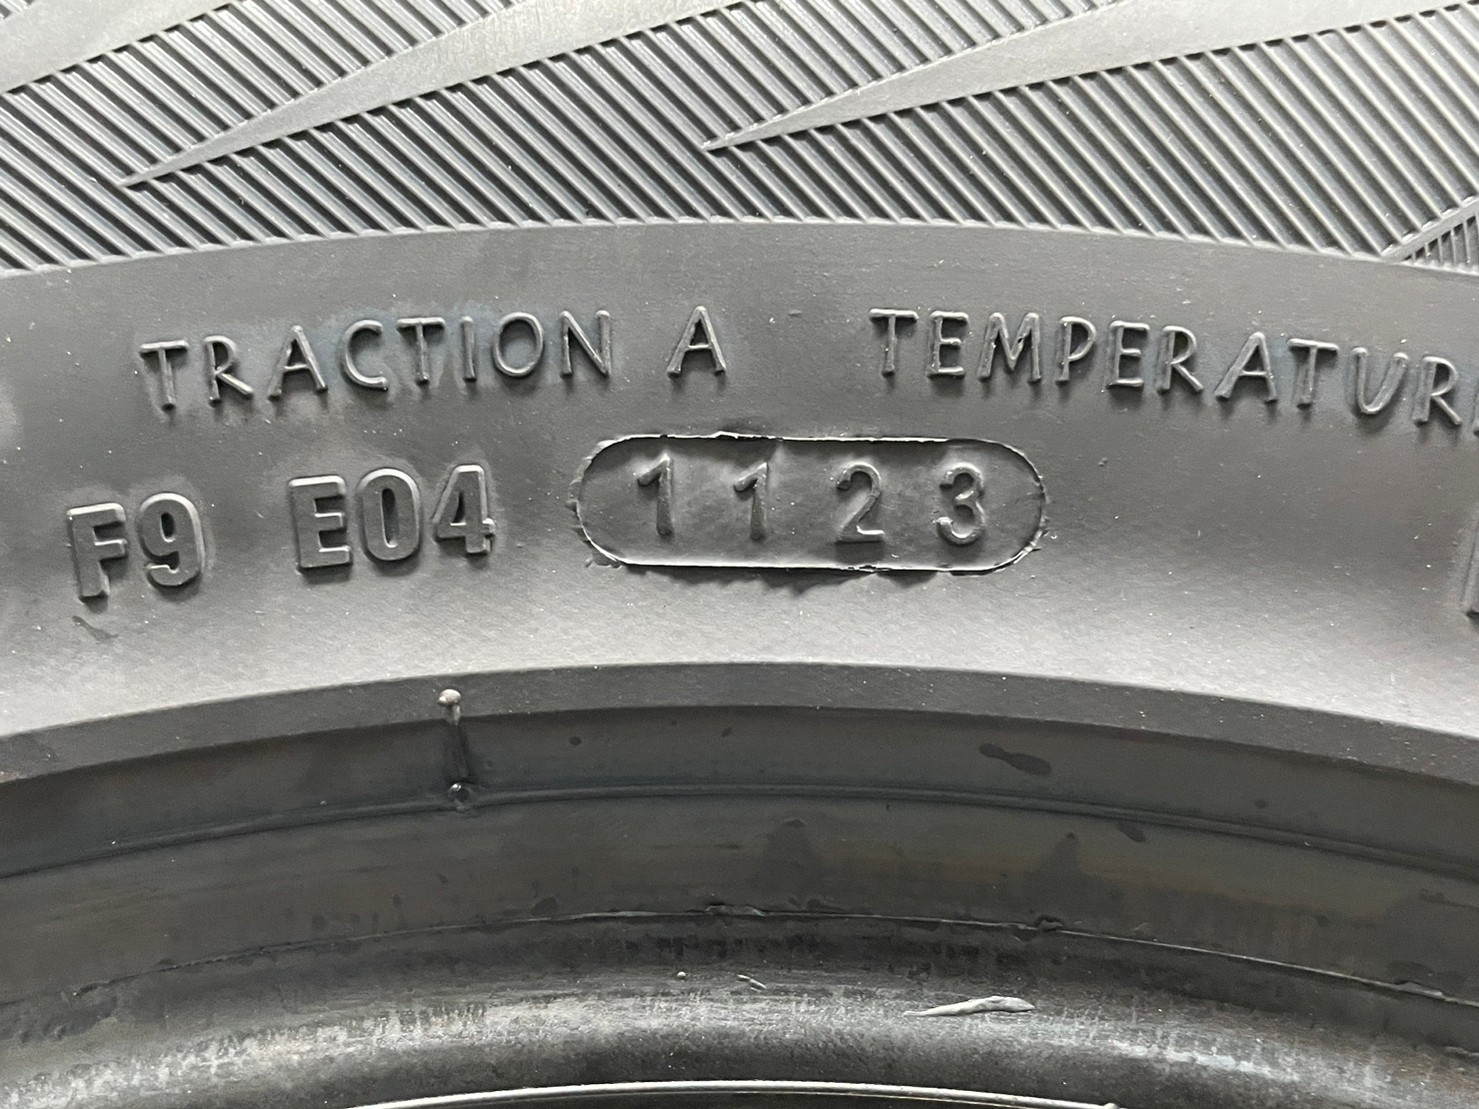 TRACTION A TEMPERATUR
F9 E04 1123